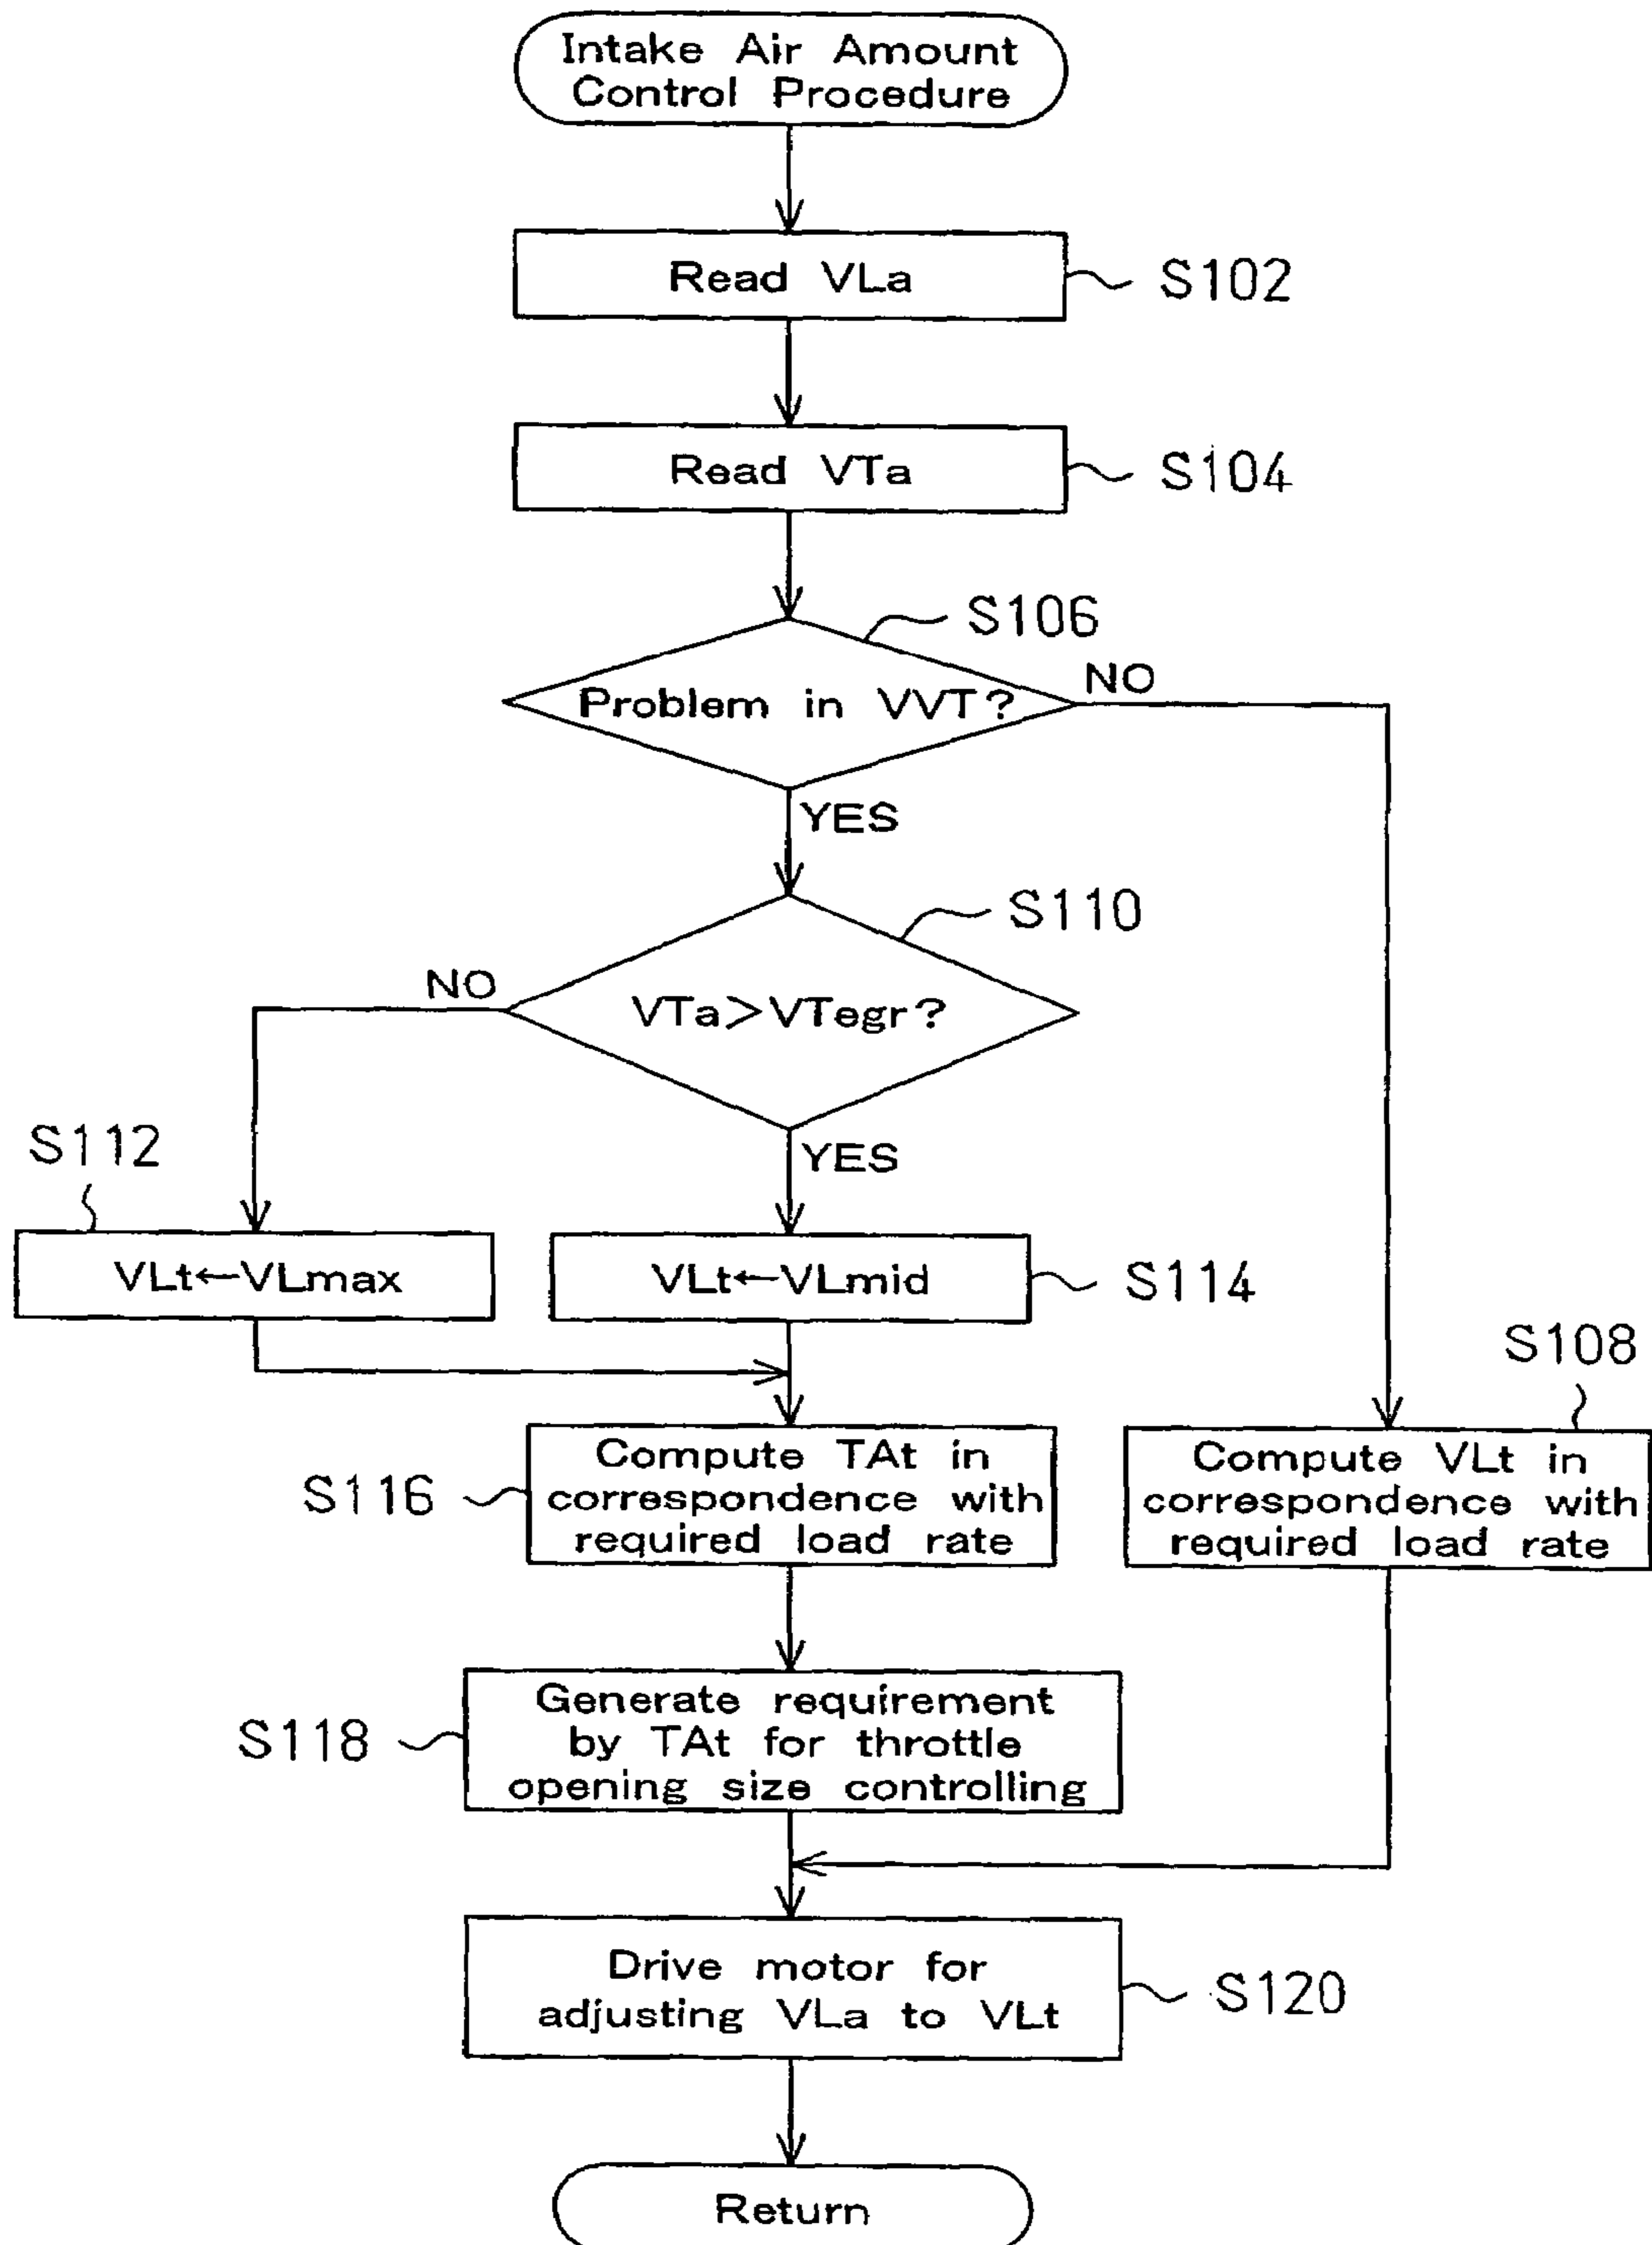 Intake Air Amount
Control Procedure
Read VLa
S102
Read VTa
S104
S106
Problem in VVT?
NO
YES
S110
NO
VTa>VTegr?
S112
YES
VLt←VLmax
VLt←VLmid
S114
S108
S116
Compute TAt in
correspondence with
required load rate
Compute VLt in
correspondence with
required load rate
S118
Generate requirement
by TAt for throttle
opening size controlling
Drive motor for
adjusting VLa to VLt
S120
Return